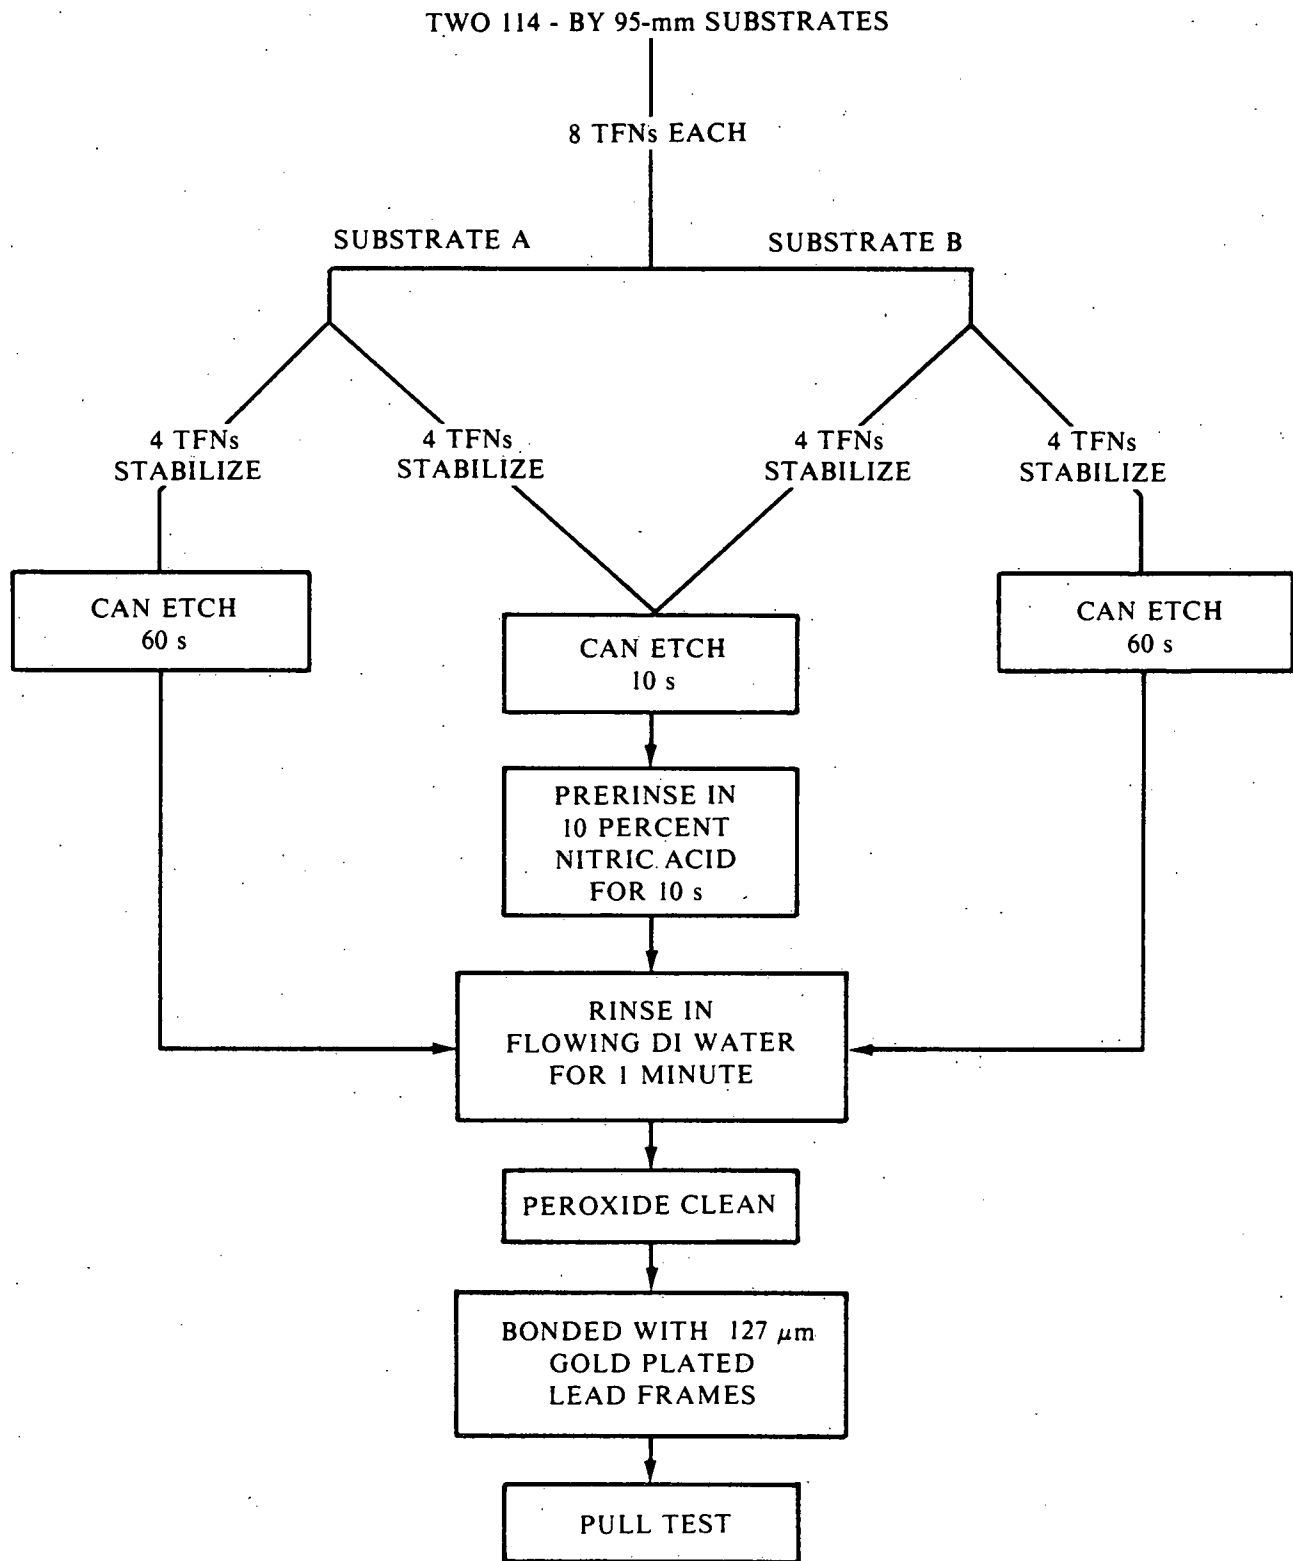 TWO 114 - BY 95-mm SUBSTRATES
8 TFNs EACH
SUBSTRATE A
SUBSTRATE B
4 TFNs
STABILIZE
4 TFNs
STABILIZE
4 TFNs
STABILIZE
4 TFNs
STABILIZE
CAN ETCH
60 s
CAN ETCH
10 s
CAN ETCH
60 s
PRERINSE IN
10 PERCENT
NITRIC ACID
FOR 10 s
RINSE IN
FLOWING DI WATER
FOR 1 MINUTE
PEROXIDE CLEAN
BONDED WITH 127 μm
GOLD PLATED
LEAD FRAMES
PULL TEST